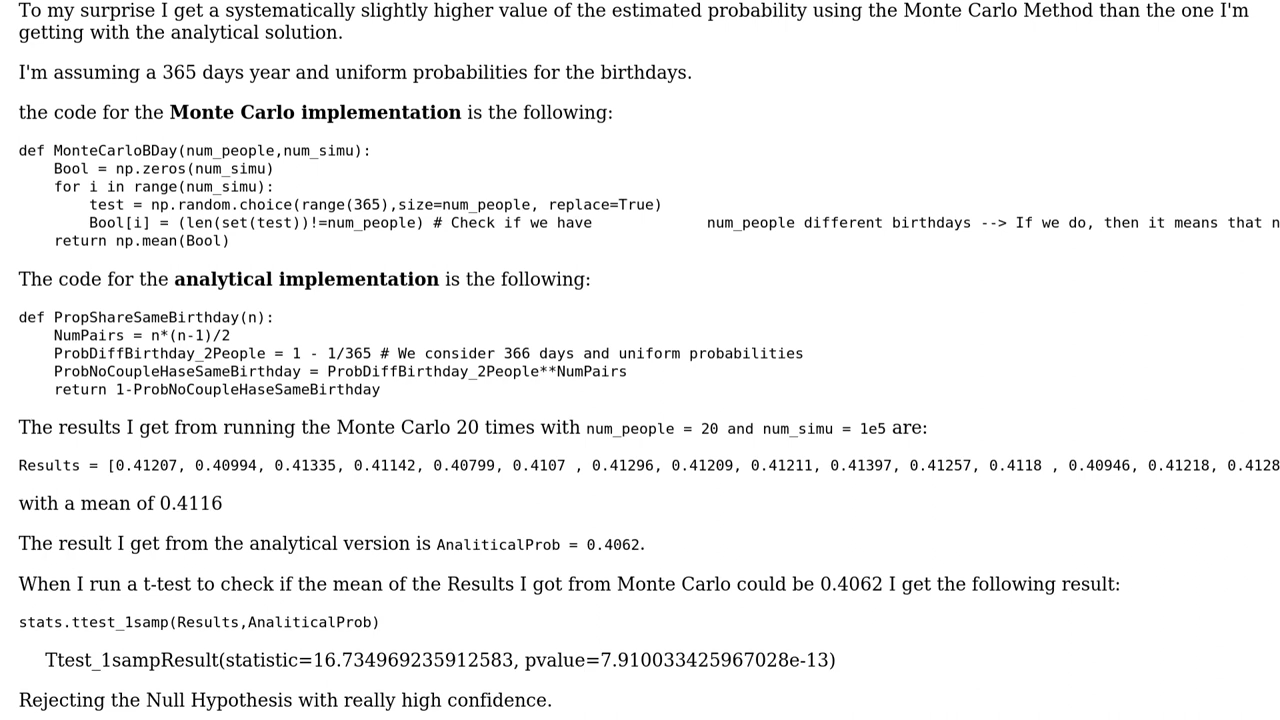 To my surprise I get a systematically slightly higher value of the estimated probability using the Monte Carlo Method than the one I'm
getting with the analytical solution.
I'm assuming a 365 days year and uniform probabilities for the birthdays.
the code for the Monte Carlo implementation is the following:
def MonteCarloBDay(num_people,num_simu):
    Bool = np.zeros(num_simu)
    for i in range(num_simu):
        test = np.random.choice(range(365),size=num_people, replace=True)
        Bool[i] = (len(set(test))!=num_people) # Check if we have             num_people different birthdays --> If we do, then it means that n
    return np.mean(Bool)
The code for the analytical implementation is the following:
def PropShareSameBirthday(n):
    NumPairs = n*(n-1)/2
    ProbDiffBirthday_2People = 1 - 1/365 # We consider 366 days and uniform probabilities
    ProbNoCoupleHaseSameBirthday = ProbDiffBirthday_2People**NumPairs
    return 1-ProbNoCoupleHaseSameBirthday
The results I get from running the Monte Carlo 20 times with num_people = 20 and num_simu = 1e5 are:
Results = [0.41207, 0.40994, 0.41335, 0.41142, 0.40799, 0.4107 , 0.41296, 0.41209, 0.41211, 0.41397, 0.41257, 0.4118 , 0.40946, 0.41218, 0.4128
with a mean of 0.4116
The result I get from the analytical version is AnaliticalProb = 0.4062.
When I run a t-test to check if the mean of the Results I got from Monte Carlo could be 0.4062 I get the following result:
stats.ttest_1samp(Results,AnaliticalProb)
Ttest_1sampResult(statistic=16.734969235912583, pvalue=7.910033425967028e-13)
Rejecting the Null Hypothesis with really high confidence.